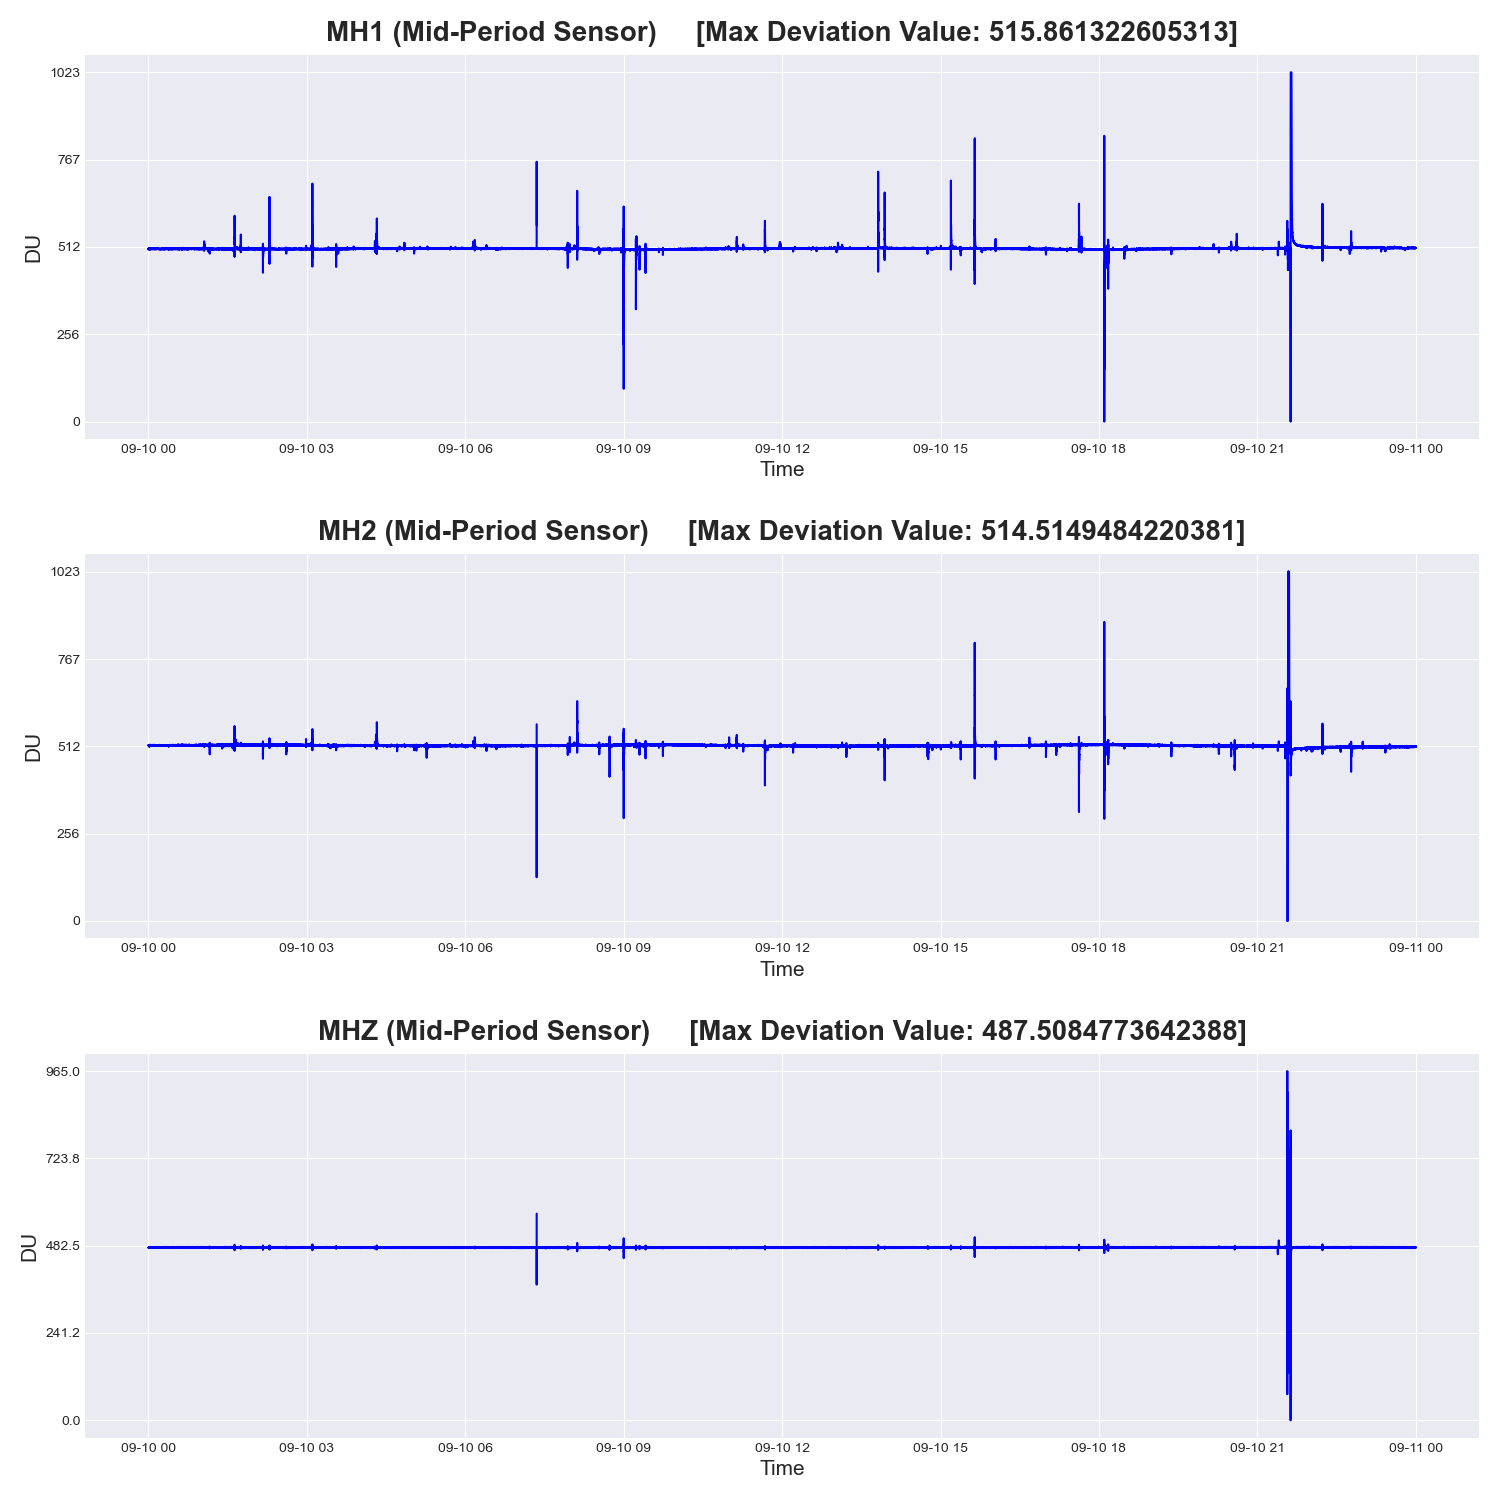 MH1 (Mid-Period Sensor) [Max Deviation Value: 515.861322605313]
1023
767
512
256
0
DU
09-10 00 09-10 03 09-10 06 09-10 09 09-10 12 09-10 15 09-10 18 09-10 21 09-11 00
Time
MH2 (Mid-Period Sensor) [Max Deviation Value: 514.5149484220381]
1023
767
512
256
0
DU
09-10 00 09-10 03 09-10 06 09-10 09 09-10 12 09-10 15 09-10 18 09-10 21 09-11 00
Time
MHZ (Mid-Period Sensor) [Max Deviation Value: 487.5084773642388]
965.0
723.8
482.5
241.2
0.0
DU
09-10 00 09-10 03 09-10 06 09-10 09 09-10 12 09-10 15 09-10 18 09-10 21 09-11 00
Time